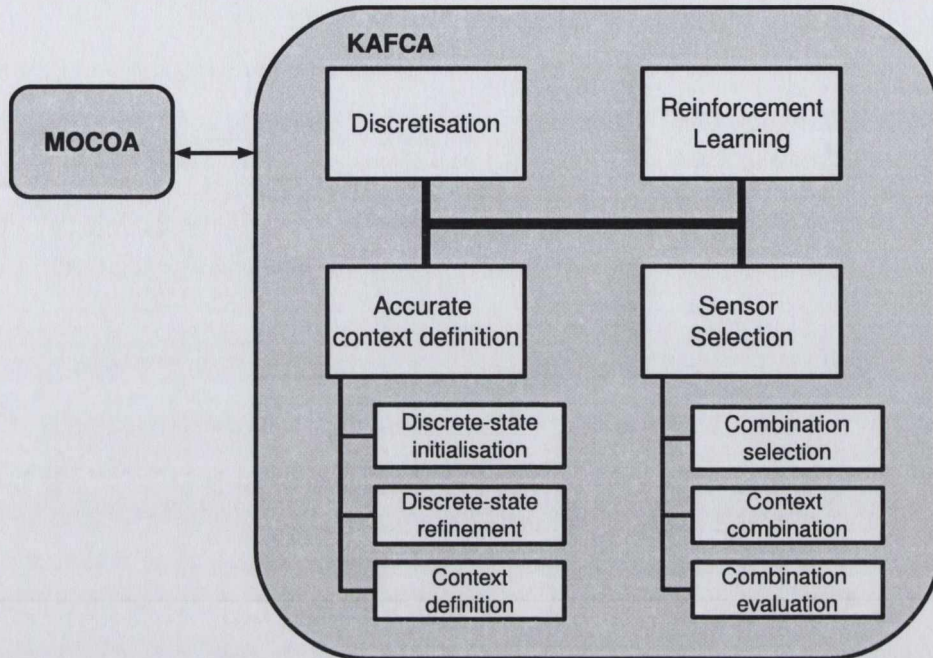 KAFCA
MOCOA
Discretisation
Reinforcement
Learning
Accurate
context definition
Sensor
Selection
Discrete-state
initialisation
Discrete-state
refinement
Context
definition
Combination
selection
Context
combination
Combination
evaluation